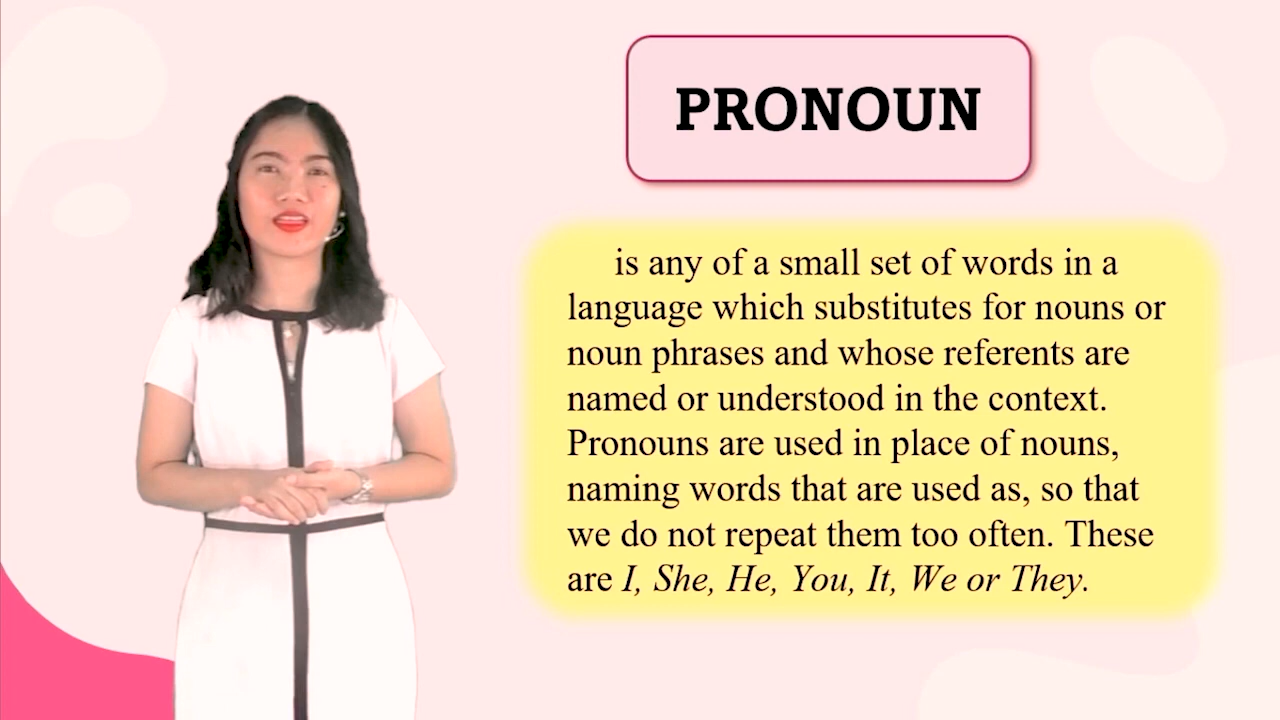 PRONOUN
is any of a small set of words in a
language which substitutes for nouns or
noun phrases and whose referents are
named or understood in the context.
Pronouns are used in place of nouns,
naming words that are used as, so that
we do not repeat them too often. These
are I, She, He, You, It, We or They.